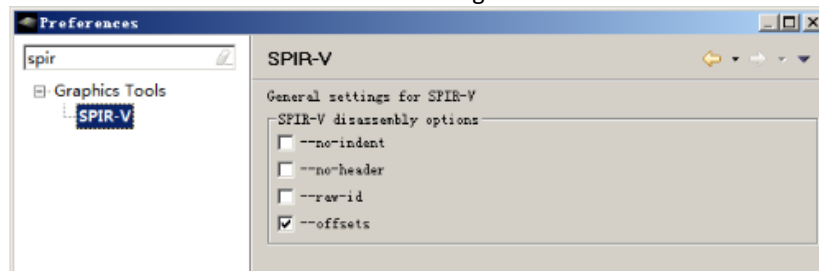 Preferences
spir
Graphics Tools
SPIR-V
SPIR-V
General settings for SPIR-V
SPIR-V disassembly options
--no-indent
--no-header
--raw-id
--offsets